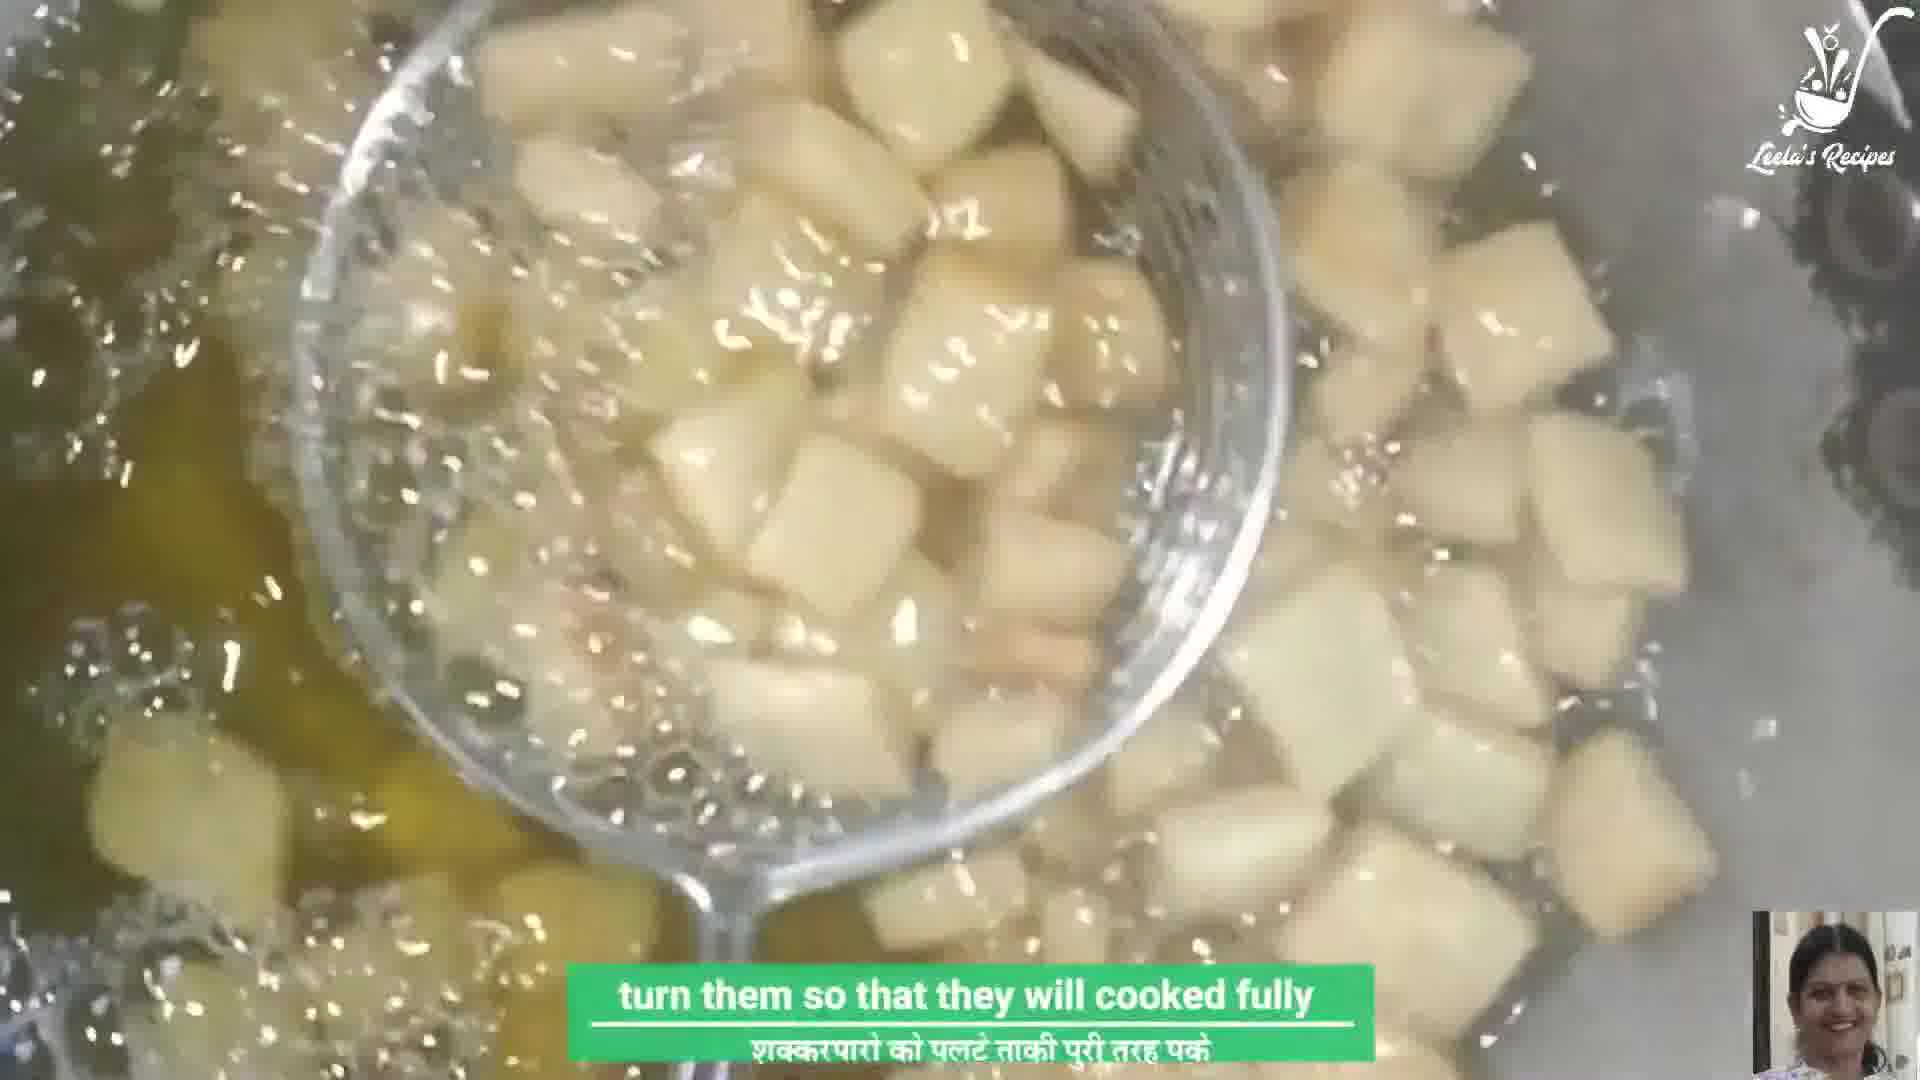 Leela's Recipes
turn them so that they will cooked fully
शक्करपारो को पलटे ताकी पुरी तरह पके